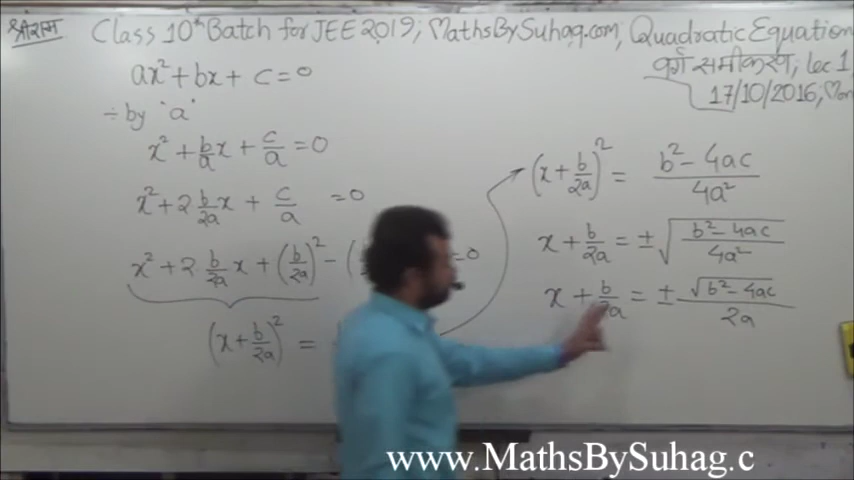 श्रीराम Class 10th Batch for JEE 2019; MathsBySuhag.com; Quadratic Equation
वर्ग समीकरण; Lec 1
17/10/2016, Mon
ax² + bx + c = 0
÷ by 'a'
x² + b/a x + c/a = 0
x² + 2 b/2a x + c/a = 0
x² + 2 b/2a x + (b/2a)² - ( = 0
(x + b/2a)² =
(x + b/2a)² = b² - 4ac / 4a²
x + b/2a = ± √(b² - 4ac / 4a²)
x + b/2a = ± √(b² - 4ac) / 2a
www.MathsBySuhag.c